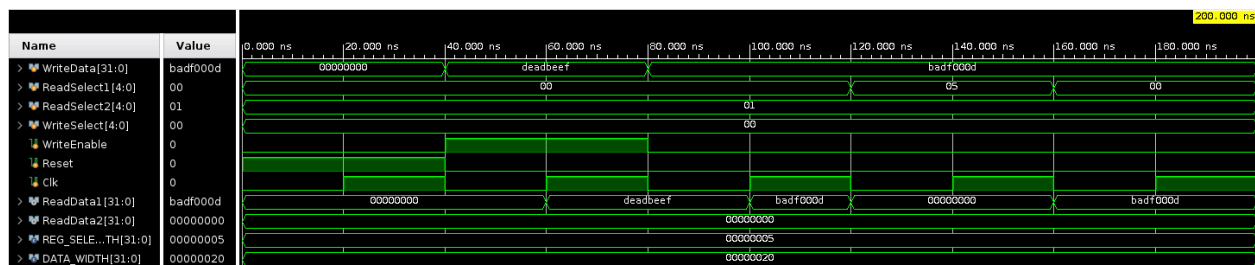 200.000 ns
Name Value 0.000 ns 20.000 ns 40.000 ns 60.000 ns 80.000 ns 100.000 ns 120.000 ns 140.000 ns 160.000 ns 180.000 ns
WriteData[31:0] badf000d 00000000 deadbeef badf000d
ReadSelect1[4:0] 00 00 05 00
ReadSelect2[4:0] 01 01
WriteSelect[4:0] 00 00
WriteEnable 0
Reset 0
Clk 0
ReadData1[31:0] badf000d 00000000 deadbeef badf000d 00000000 badf000d
ReadData2[31:0] 00000000 00000000
REG_SELE...TH[31:0] 00000005 00000005
DATA_WIDTH[31:0] 00000020 00000020